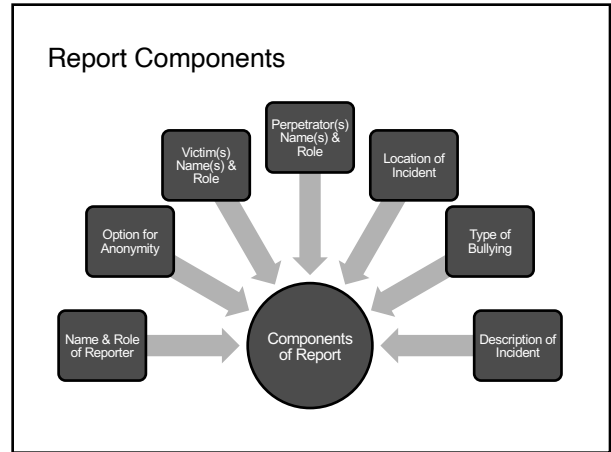 Report Components
Perpetrator(s)
Name(s) &
Role
Victim(s)
Name(s) &
Role
Location of
Incident
Option for
Anonymity
Type of
Bullying
Name & Role
of Reporter
Components
of Report
Description of
Incident